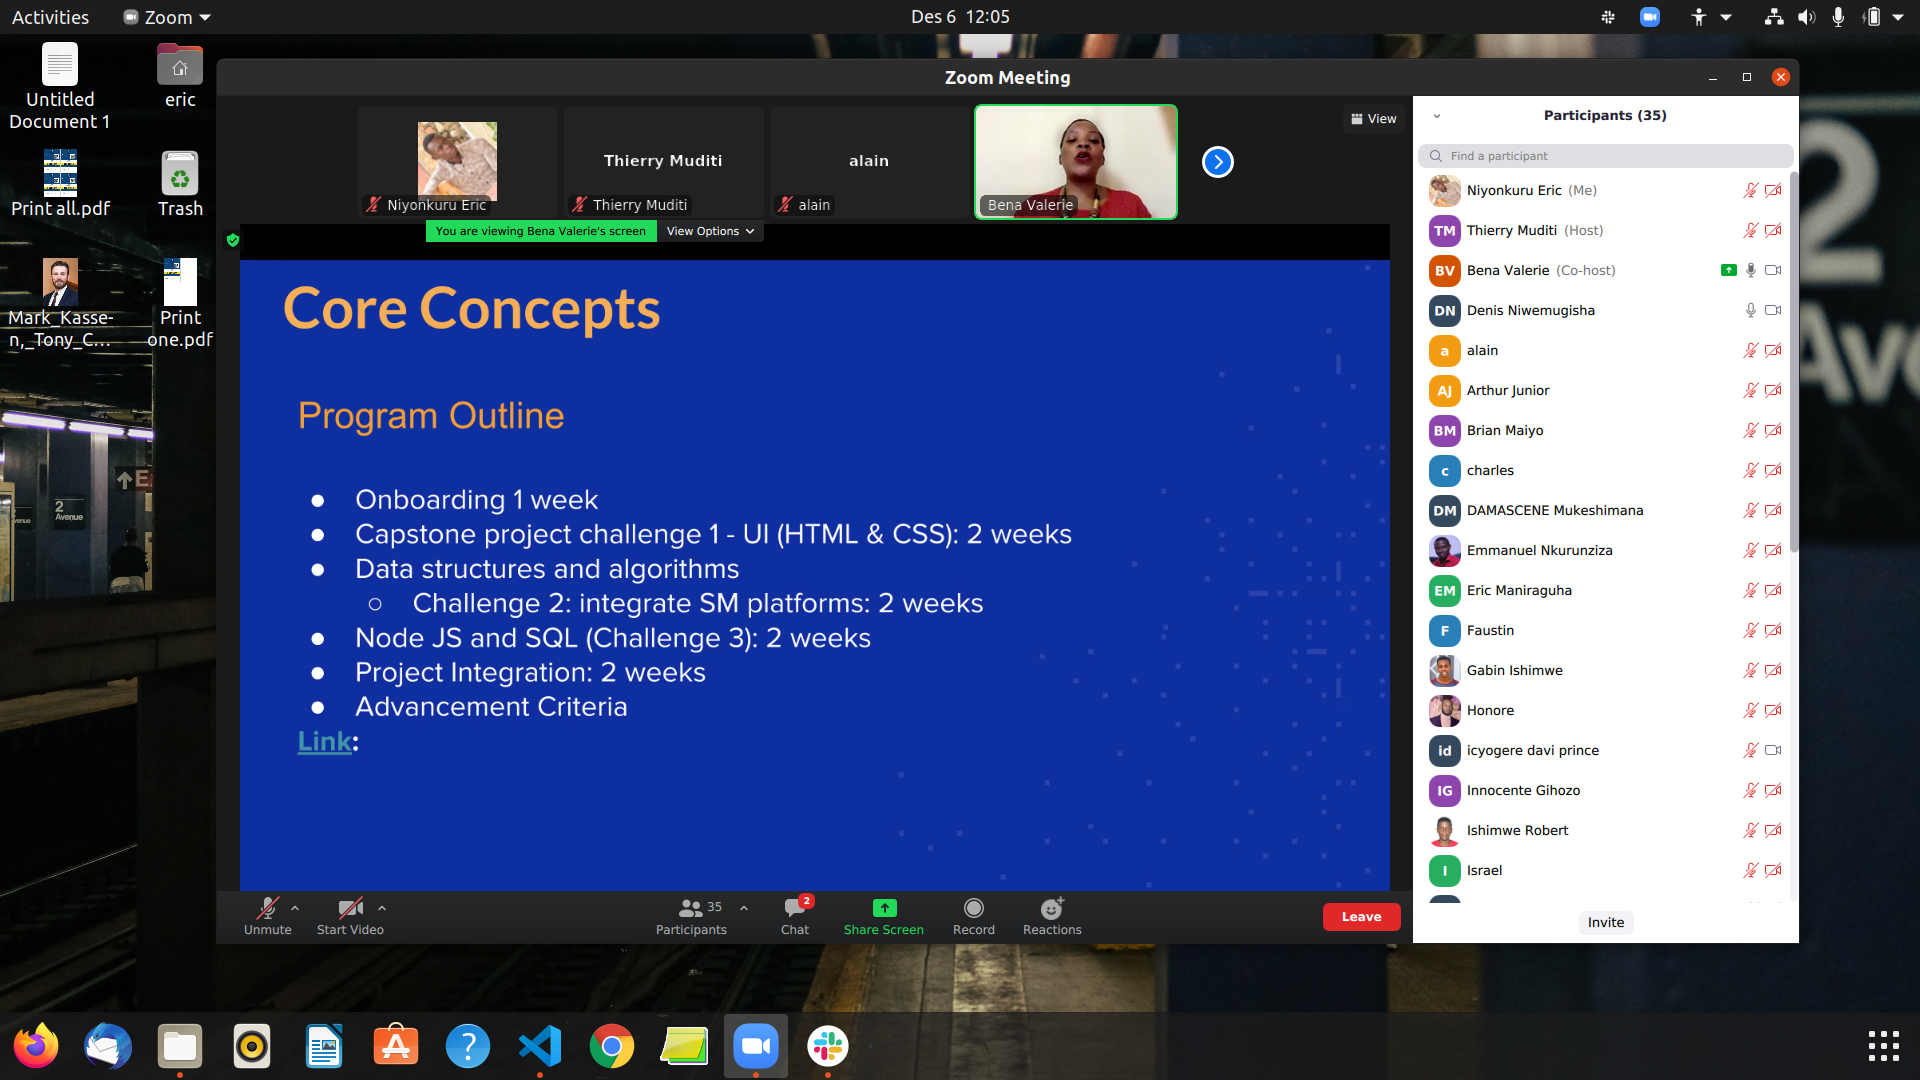 Activities
Zoom
Des 6 12:05
Untitled
Document 1
eric
Print all.pdf
Trash
Mark_Kasse-
n,_Tony_C...
Print
one.pdf
2
Avenue
2
Av
Zoom Meeting
Niyonkuru Eric
Thierry Muditi
Thierry Muditi
alain
alain
Bena Valerie
View
You are viewing Bena Valerie's screen
View Options
Core Concepts
Program Outline
● Onboarding 1 week
● Capstone project challenge 1 - UI (HTML & CSS): 2 weeks
● Data structures and algorithms
○ Challenge 2: integrate SM platforms: 2 weeks
● Node JS and SQL (Challenge 3): 2 weeks
● Project Integration: 2 weeks
● Advancement Criteria
Link:
Unmute
Start Video
35
Participants
2
Chat
Share Screen
Record
Reactions
Leave
Participants (35)
Find a participant
Niyonkuru Eric (Me)
TM Thierry Muditi (Host)
BV Bena Valerie (Co-host)
DN Denis Niwemugisha
a alain
AJ Arthur Junior
BM Brian Maiyo
c charles
DM DAMASCENE Mukeshimana
Emmanuel Nkurunziza
EM Eric Maniraguha
F Faustin
Gabin Ishimwe
Honore
id icyogere davi prince
IG Innocente Gihozo
Ishimwe Robert
I Israel
Invite